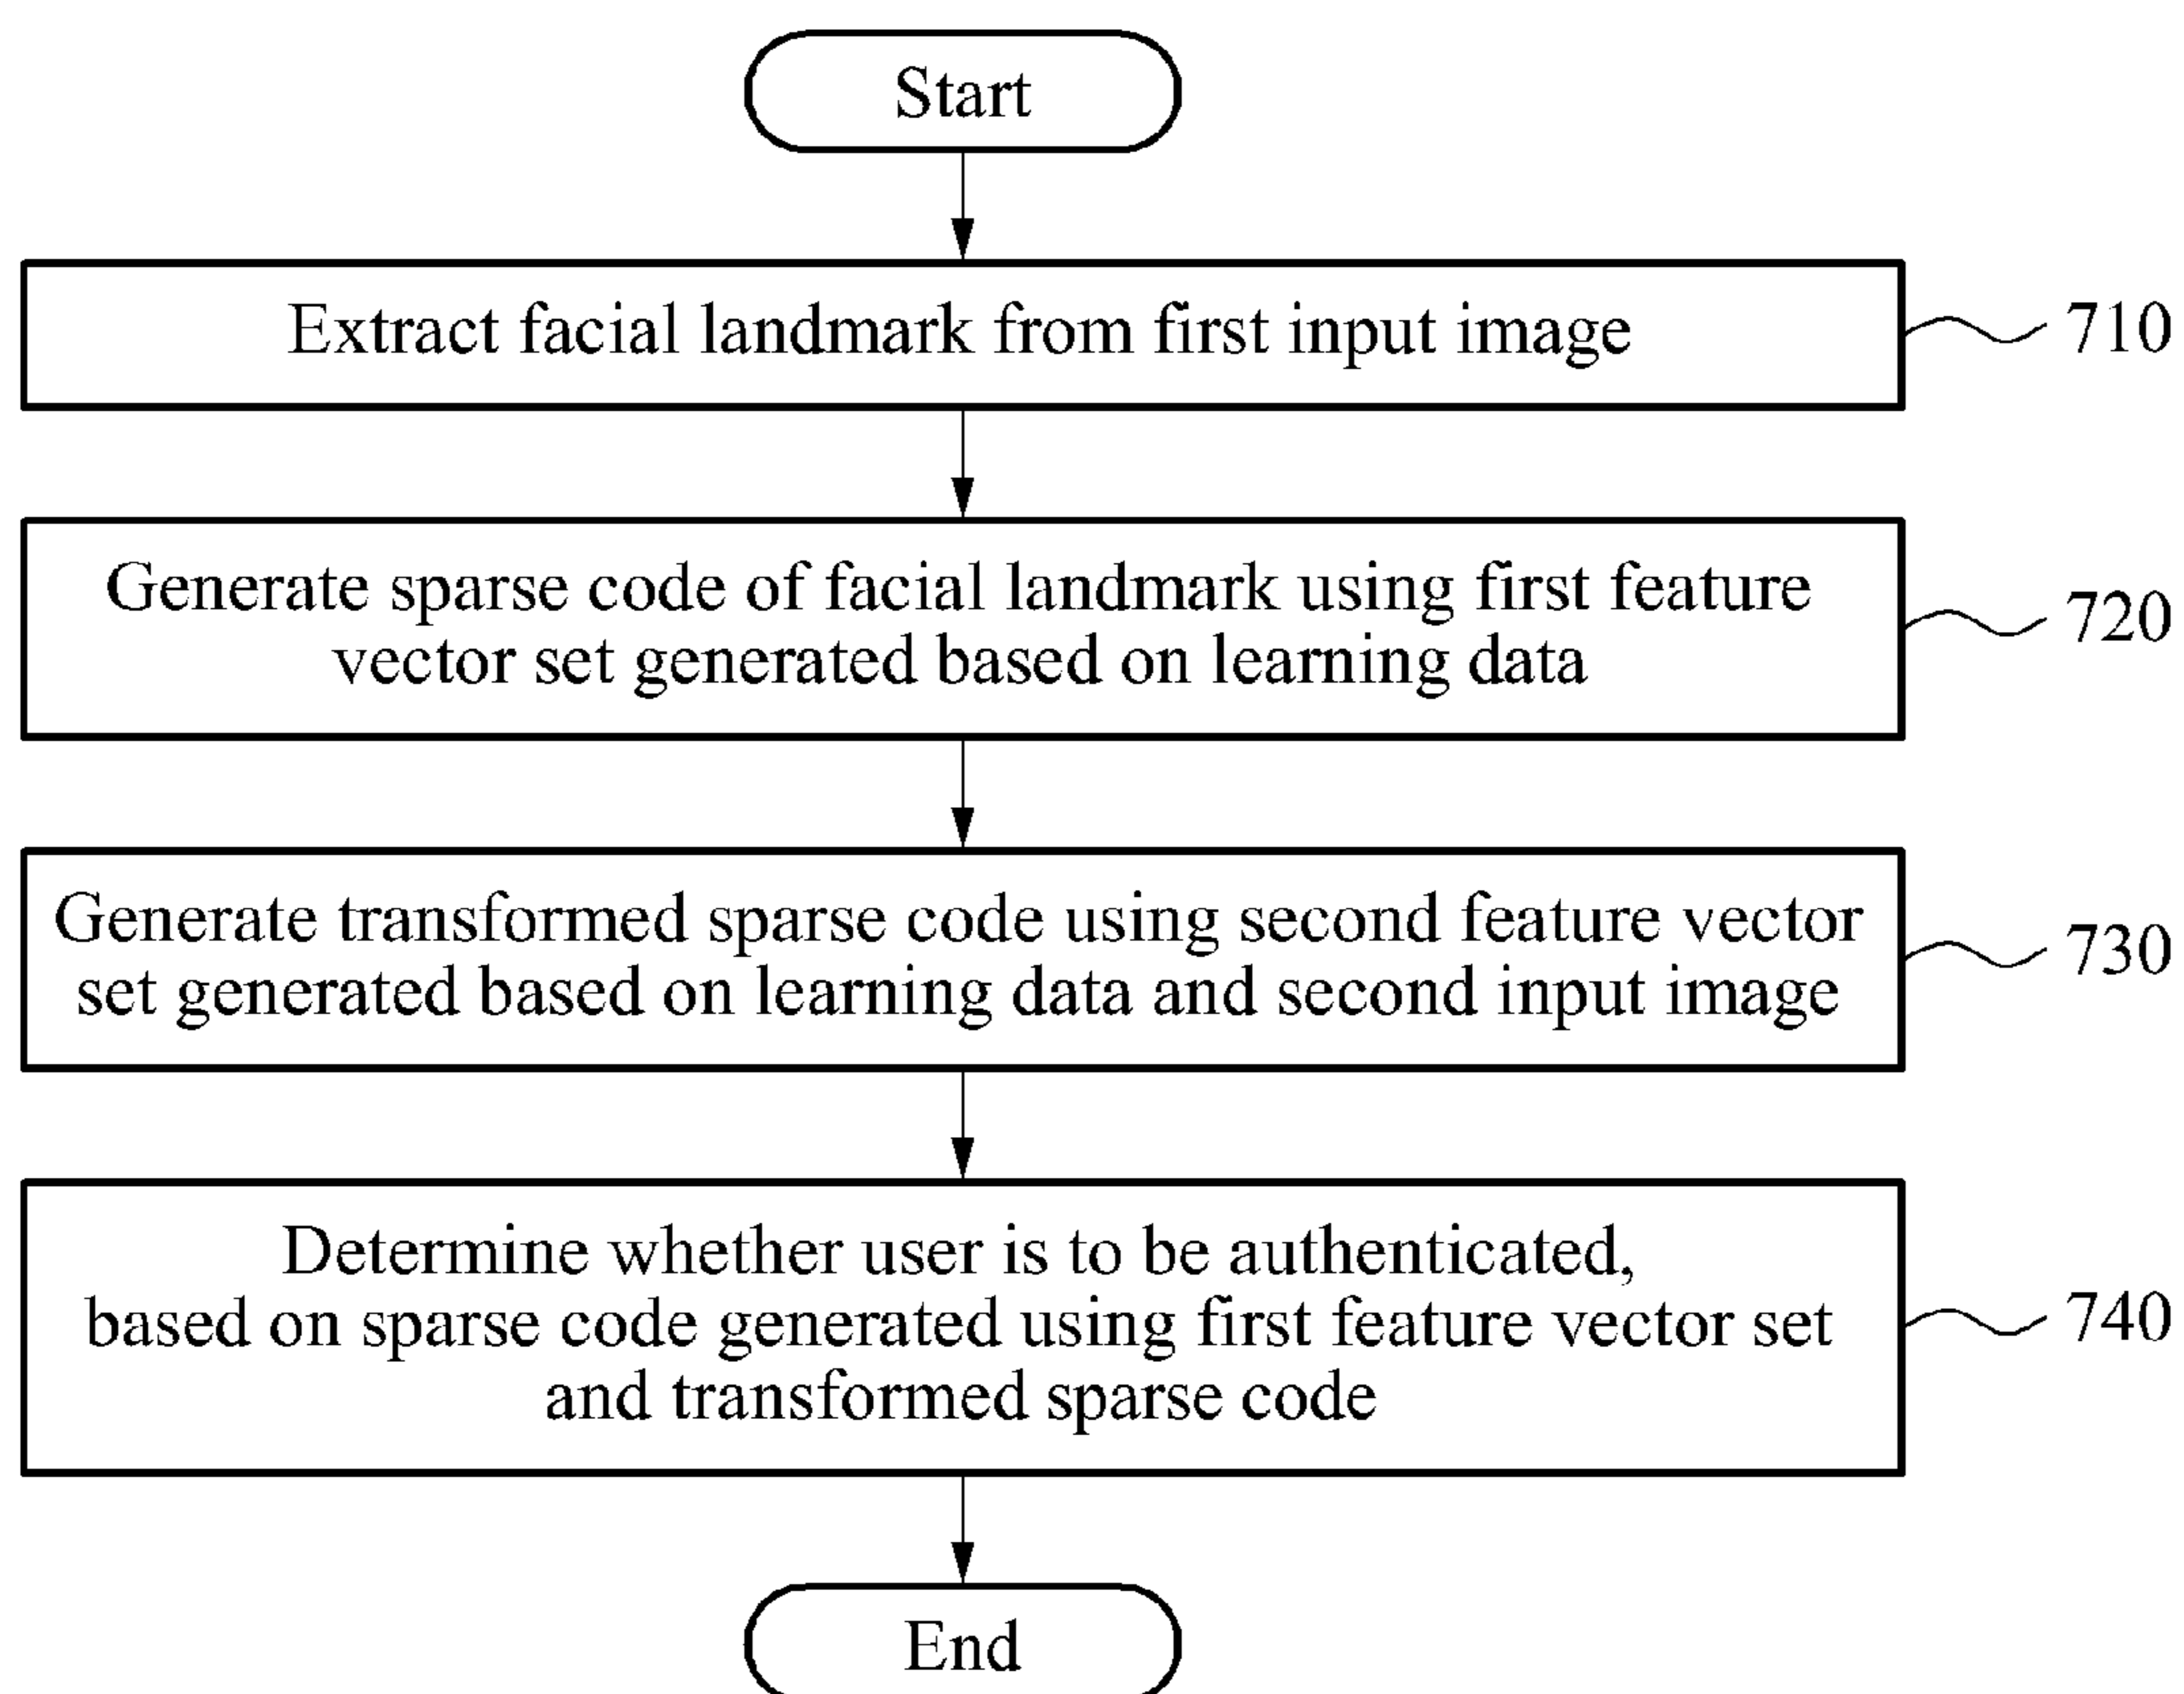 Start
Extract facial landmark from first input image
710
Generate sparse code of facial landmark using first feature
vector set generated based on learning data
720
Generate transformed sparse code using second feature vector
set generated based on learning data and second input image
730
Determine whether user is to be authenticated,
based on sparse code generated using first feature vector set
and transformed sparse code
740
End